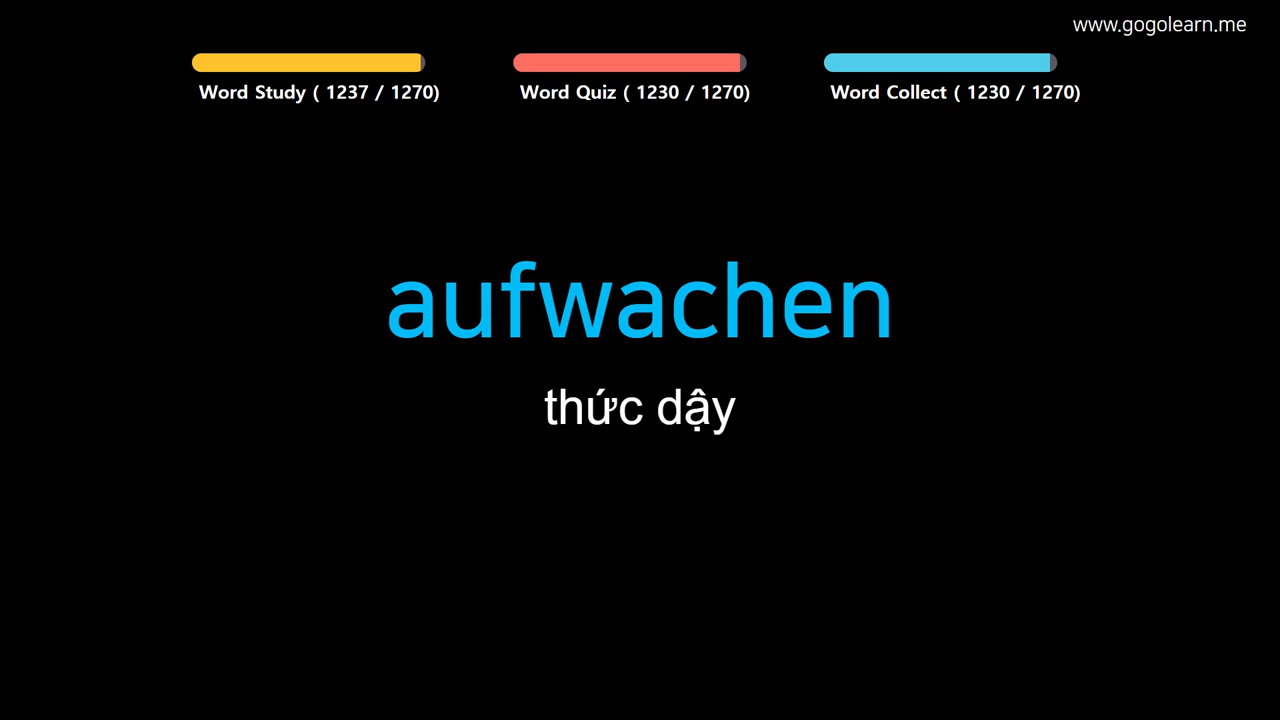 www.gogolearn.me
Word Study ( 1237 / 1270)
Word Quiz ( 1230 / 1270)
Word Collect ( 1230 / 1270)
aufwachen
thức dậy